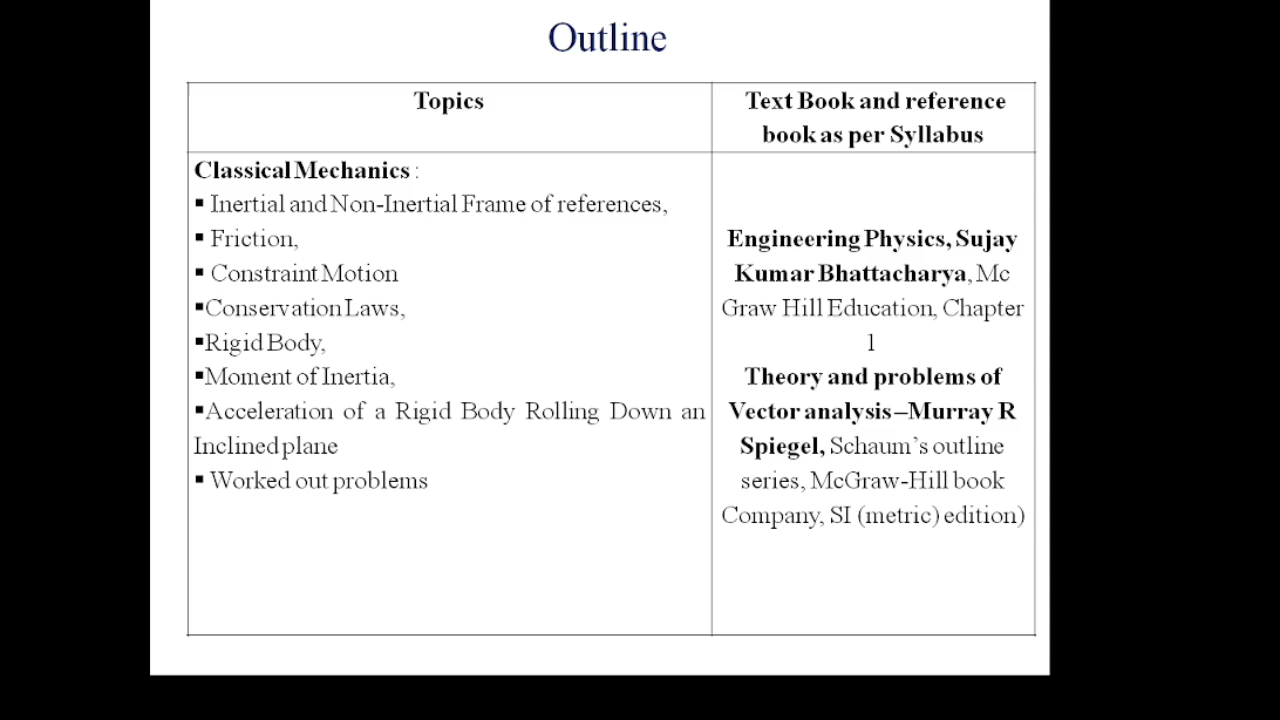 Outline
Topics
Text Book and reference
book as per Syllabus
Classical Mechanics :
▪ Inertial and Non-Inertial Frame of references,
▪ Friction,
▪ Constraint Motion
▪Conservation Laws,
▪Rigid Body,
▪Moment of Inertia,
▪Acceleration of a Rigid Body Rolling Down an
Inclined plane
▪ Worked out problems
Engineering Physics, Sujay
Kumar Bhattacharya, Mc
Graw Hill Education, Chapter
1
Theory and problems of
Vector analysis–Murray R
Spiegel, Schaum’s outline
series, McGraw-Hill book
Company, SI (metric) edition)